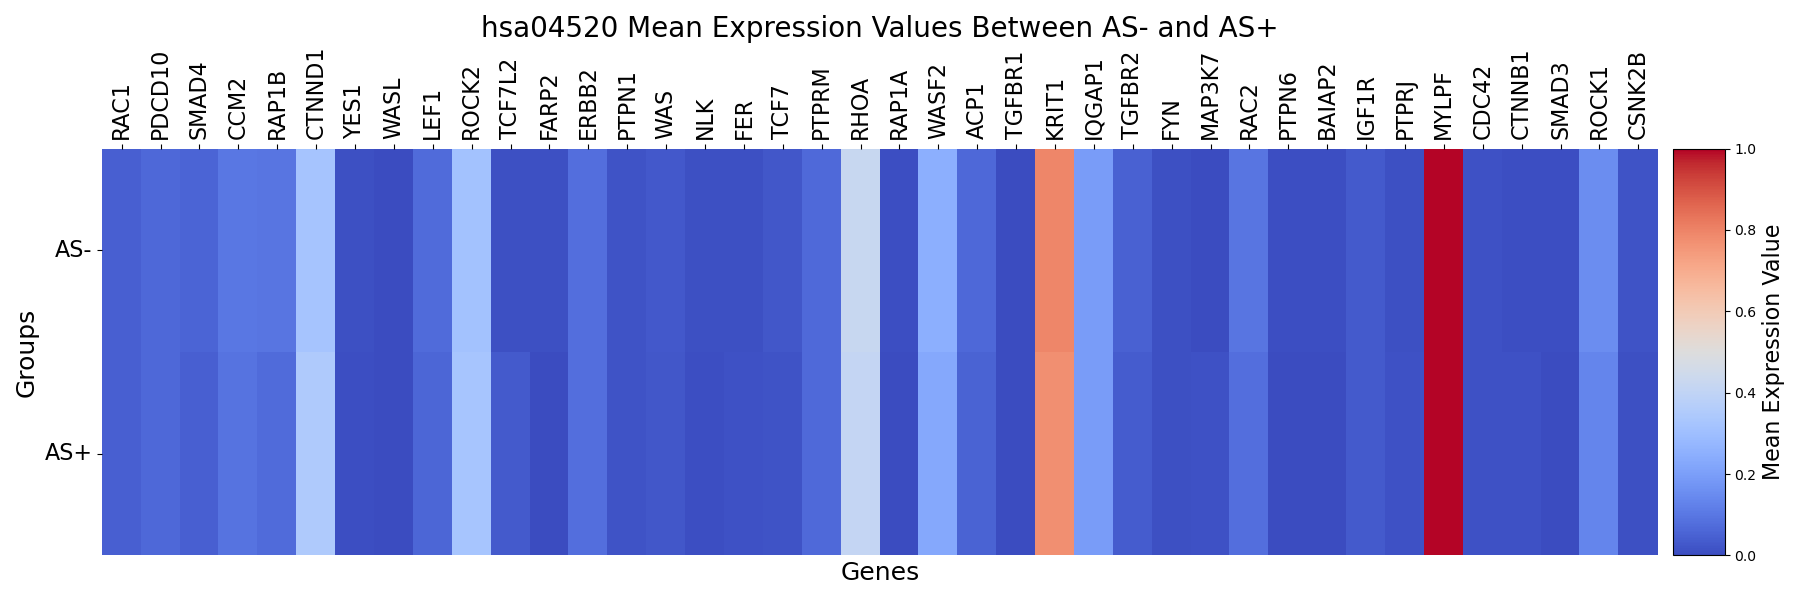 hsa04520 Mean Expression Values Between AS- and AS+
RAC1
PDCD10
SMAD4
CCM2
RAP1B
CTNND1
YES1
WASL
LEF1
ROCK2
TCF7L2
FARP2
ERBB2
PTPN1
WAS
NLK
FER
TCF7
PTPRM
RHOA
RAP1A
WASF2
ACP1
TGFBR1
KRIT1
IQGAP1
TGFBR2
FYN
MAP3K7
RAC2
PTPN6
BAIAP2
IGF1R
PTPRJ
MYLPF
CDC42
CTNNB1
SMAD3
ROCK1
CSNK2B
Groups
AS-
AS+
Genes
1.0
0.8
0.6
0.4
0.2
0.0
Mean Expression Value